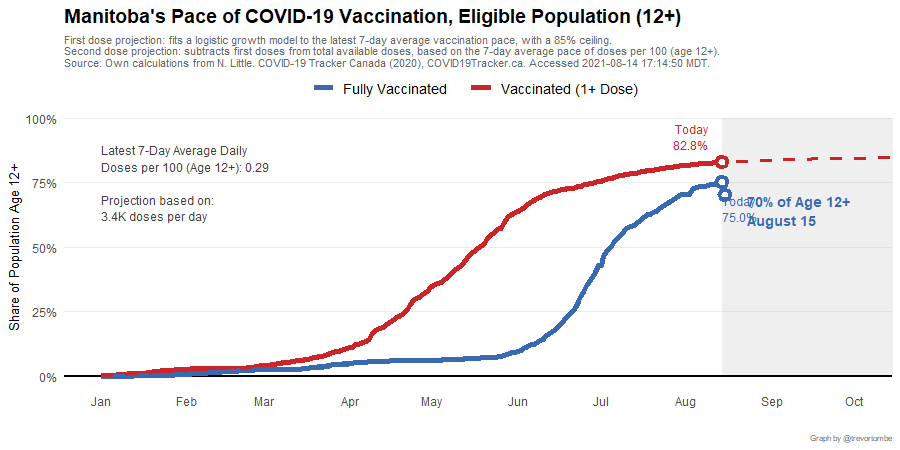 Manitoba's Pace of COVID-19 Vaccination, Eligible Population (12+)
First dose projection: fits a logistic growth model to the latest 7-day average vaccination pace, with a 85% ceiling.
Second dose projection: subtracts first doses from total available doses, based on the 7-day average pace of doses per 100 (age 12+).
Source: Own calculations from N. Little. COVID-19 Tracker Canada (2020), COVID19Tracker.ca. Accessed 2021-08-14 17:14:50 MDT.
Fully Vaccinated
Vaccinated (1+ Dose)
100%
75%
50%
25%
0%
Share of Population Age 12+
Latest 7-Day Average Daily
Doses per 100 (Age 12+): 0.29
Projection based on:
3.4K doses per day
Today
82.8%
Today
75.0%
70% of Age 12+
August 15
Jan
Feb
Mar
Apr
May
Jun
Jul
Aug
Sep
Oct
Graph by @trevortombe